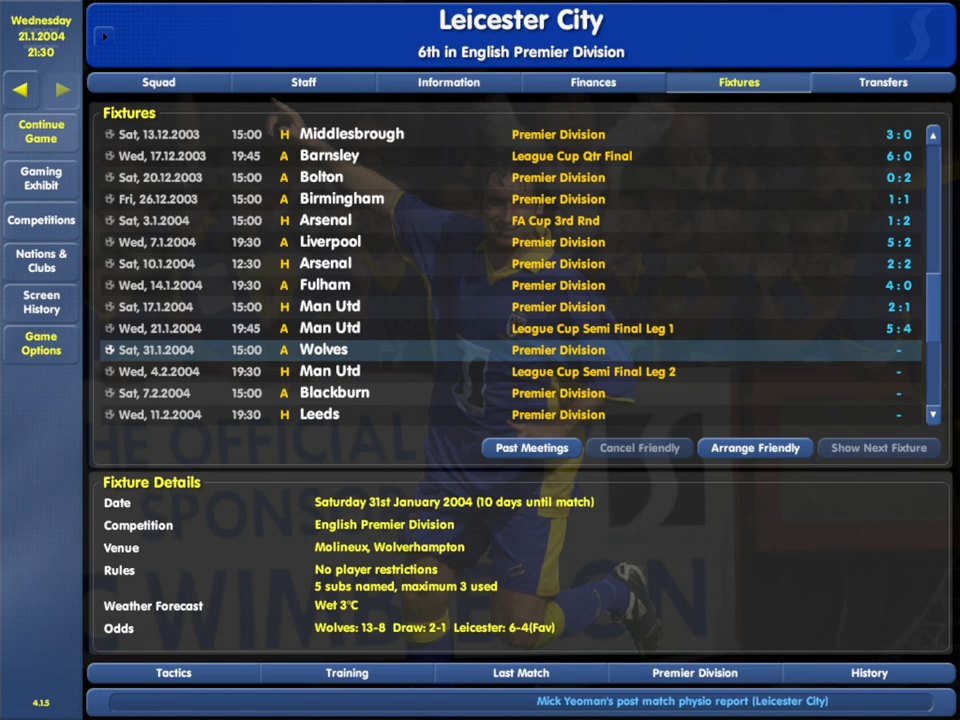 Wednesday
21.1.2004
21:30
Leicester City
6th in English Premier Division
Squad Staff Information Finances Fixtures Transfers
Continue
Game
Gaming
Exhibit
Competitions
Nations &
Clubs
Screen
History
Game
Options
4.1.5
Fixtures
Sat, 13.12.2003 15:00 H Middlesbrough Premier Division 3 : 0
Wed, 17.12.2003 19:45 A Barnsley League Cup Qtr Final 6 : 0
Sat, 20.12.2003 15:00 A Bolton Premier Division 0 : 2
Fri, 26.12.2003 15:00 A Birmingham Premier Division 1 : 1
Sat, 3.1.2004 15:00 H Arsenal FA Cup 3rd Rnd 1 : 2
Wed, 7.1.2004 19:30 A Liverpool Premier Division 5 : 2
Sat, 10.1.2004 12:30 H Arsenal Premier Division 2 : 2
Wed, 14.1.2004 19:30 A Fulham Premier Division 4 : 0
Sat, 17.1.2004 15:00 H Man Utd Premier Division 2 : 1
Wed, 21.1.2004 19:45 A Man Utd League Cup Semi Final Leg 1 5 : 4
Sat, 31.1.2004 15:00 A Wolves Premier Division -
Wed, 4.2.2004 19:30 H Man Utd League Cup Semi Final Leg 2 -
Sat, 7.2.2004 15:00 A Blackburn Premier Division -
Wed, 11.2.2004 19:30 H Leeds Premier Division -
Past Meetings Cancel Friendly Arrange Friendly Show Next Fixture
Fixture Details
Date Saturday 31st January 2004 (10 days until match)
Competition English Premier Division
Venue Molineux, Wolverhampton
Rules No player restrictions
5 subs named, maximum 3 used
Weather Forecast Wet 3°C
Odds Wolves: 13-8 Draw: 2-1 Leicester: 6-4(Fav)
Tactics Training Last Match Premier Division History
Mick Yeoman's post match physio report (Leicester City)
THE OFFICIAL
SPONSOR
WIMBLEDON